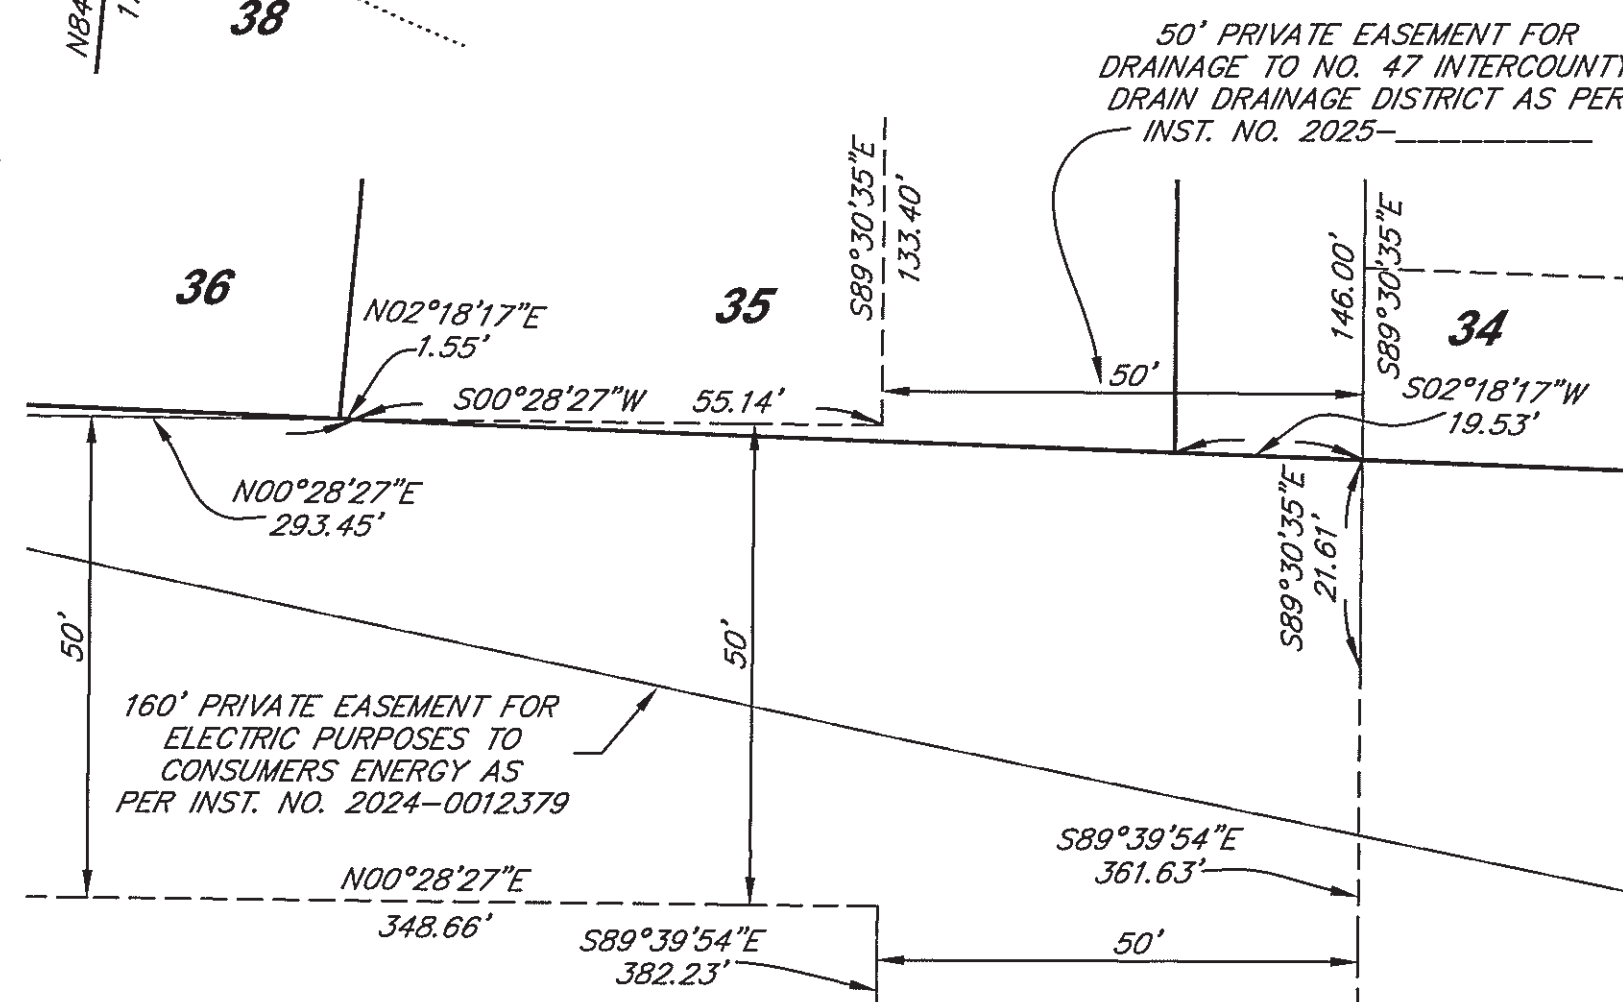 N84
38
50' PRIVATE EASEMENT FOR
DRAINAGE TO NO. 47 INTERCOUNTY
DRAIN DRAINAGE DISTRICT AS PER
INST. NO. 2025-____________
S89°30'35"E
133.40'
146.00'
S89°30'35"E
36
35
34
N02°18'17"E
1.55'
S00°28'27"W 55.14'
50'
S02°18'17"W
19.53'
N00°28'27"E
293.45'
S89°30'35"E
21.61'
50'
50'
160' PRIVATE EASEMENT FOR
ELECTRIC PURPOSES TO
CONSUMERS ENERGY AS
PER INST. NO. 2024-0012379
S89°39'54"E
361.63'
N00°28'27"E
348.66'
S89°39'54"E
382.23'
50'